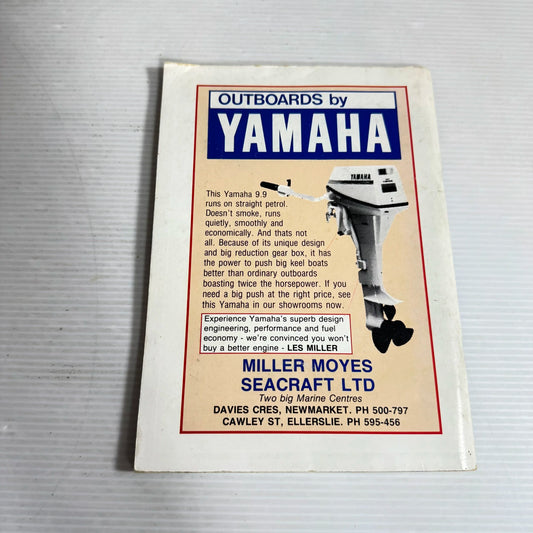 OUTBOARDS by
YAMAHA
YAMAHA
This Yamaha 9.9
runs on straight petrol.
Doesn't smoke, runs
quietly, smoothly and
economically. And thats not
all. Because of its unique design
and big reduction gear box, it has
the power to push big keel boats
better than ordinary outboards
boasting twice the horsepower. If you
need a big push at the right price, see
this Yamaha in our showrooms now.
Experience Yamaha's superb design
engineering, performance and fuel
economy - we're convinced you won't
buy a better engine - LES MILLER
MILLER MOYES
SEACRAFT LTD
Two big Marine Centres
DAVIES CRES, NEWMARKET. PH 500-797
CAWLEY ST, ELLERSLIE. PH 595-456